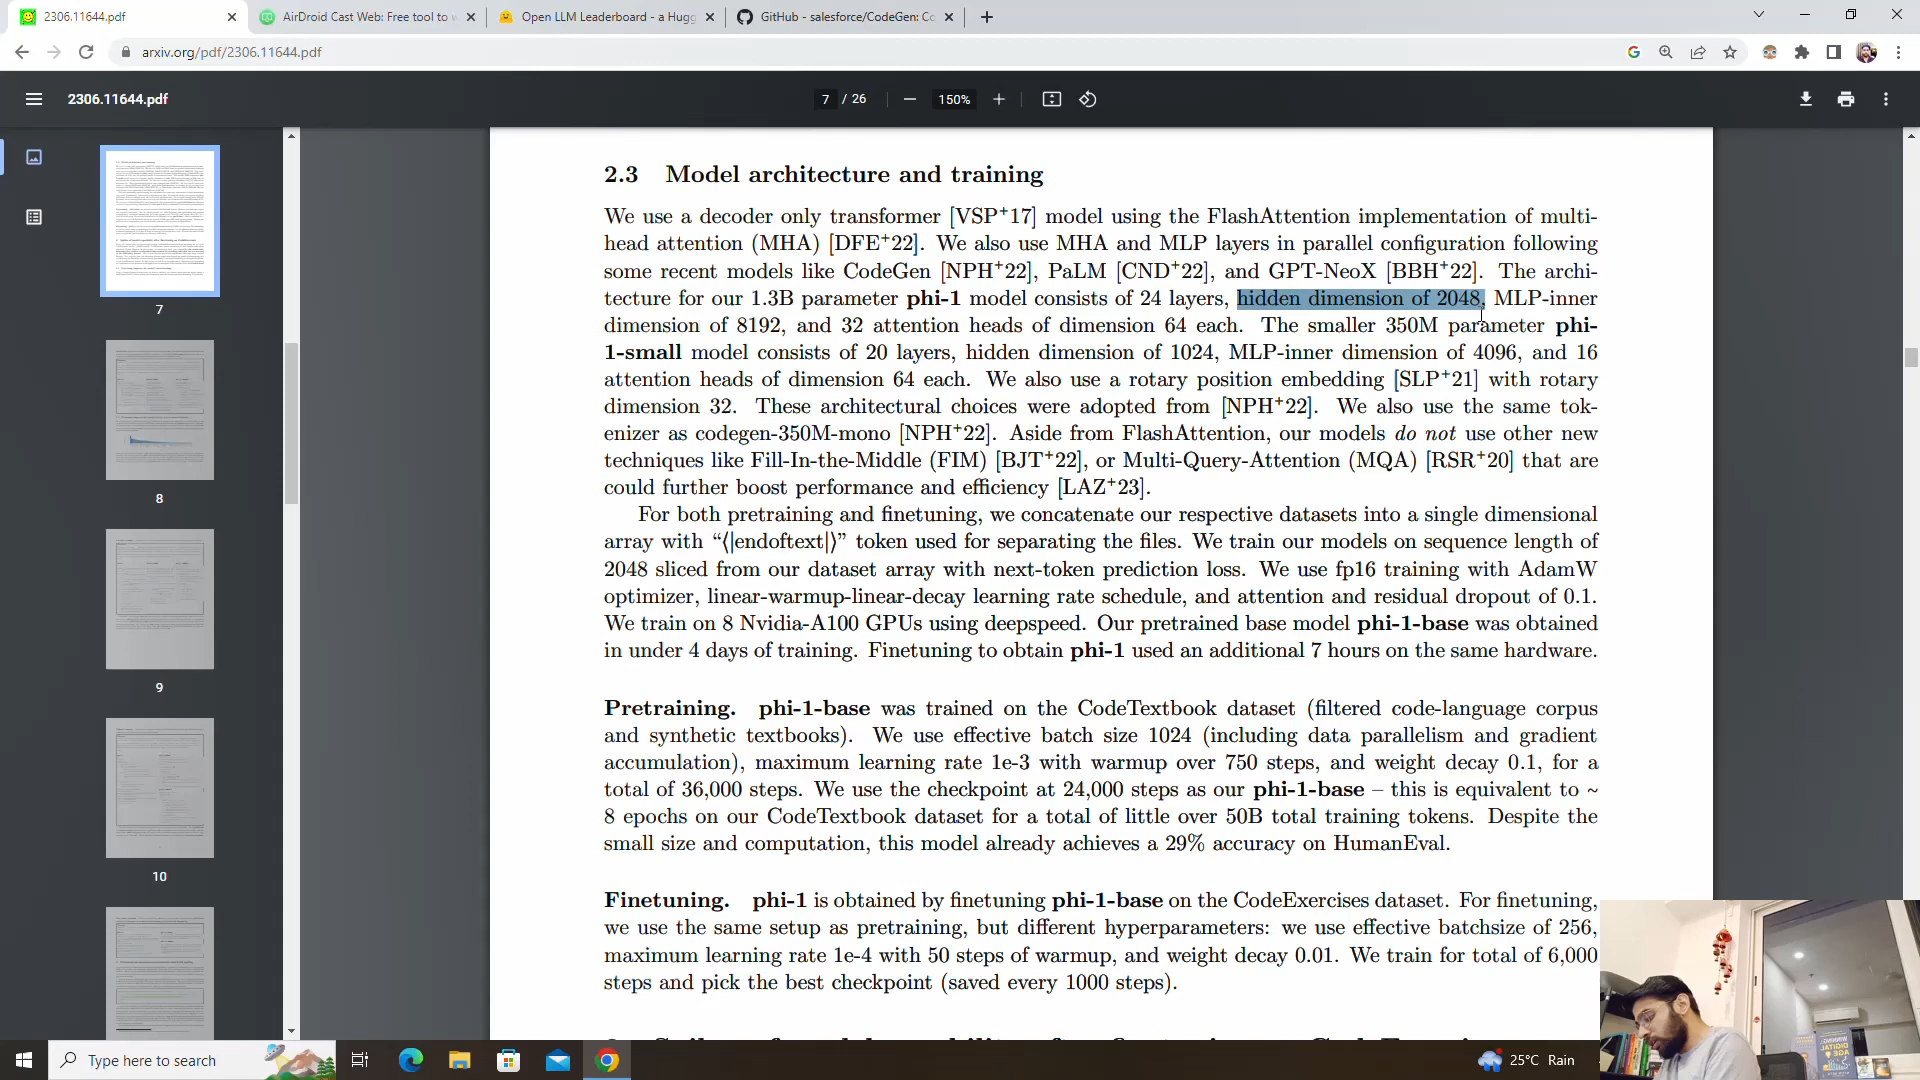 2306.11644.pdf
AirDroid Cast Web: Free tool to
Open LLM Leaderboard - a Hugg
GitHub - salesforce/CodeGen: Co
arxiv.org/pdf/2306.11644.pdf
2306.11644.pdf
7 / 26
150%
7
8
9
10
2.3 Model architecture and training
We use a decoder only transformer [VSP+17] model using the FlashAttention implementation of multi-
head attention (MHA) [DFE+22]. We also use MHA and MLP layers in parallel configuration following
some recent models like CodeGen [NPH+22], PaLM [CND+22], and GPT-NeoX [BBH+22]. The archi-
tecture for our 1.3B parameter phi-1 model consists of 24 layers, hidden dimension of 2048, MLP-inner
dimension of 8192, and 32 attention heads of dimension 64 each. The smaller 350M parameter phi-
1-small model consists of 20 layers, hidden dimension of 1024, MLP-inner dimension of 4096, and 16
attention heads of dimension 64 each. We also use a rotary position embedding [SLP+21] with rotary
dimension 32. These architectural choices were adopted from [NPH+22]. We also use the same tok-
enizer as codegen-350M-mono [NPH+22]. Aside from FlashAttention, our models do not use other new
techniques like Fill-In-the-Middle (FIM) [BJT+22], or Multi-Query-Attention (MQA) [RSR+20] that are
could further boost performance and efficiency [LAZ+23].
For both pretraining and finetuning, we concatenate our respective datasets into a single dimensional
array with “⟨|endoftext|⟩” token used for separating the files. We train our models on sequence length of
2048 sliced from our dataset array with next-token prediction loss. We use fp16 training with AdamW
optimizer, linear-warmup-linear-decay learning rate schedule, and attention and residual dropout of 0.1.
We train on 8 Nvidia-A100 GPUs using deepspeed. Our pretrained base model phi-1-base was obtained
in under 4 days of training. Finetuning to obtain phi-1 used an additional 7 hours on the same hardware.
Pretraining. phi-1-base was trained on the CodeTextbook dataset (filtered code-language corpus
and synthetic textbooks). We use effective batch size 1024 (including data parallelism and gradient
accumulation), maximum learning rate 1e-3 with warmup over 750 steps, and weight decay 0.1, for a
total of 36,000 steps. We use the checkpoint at 24,000 steps as our phi-1-base – this is equivalent to ~
8 epochs on our CodeTextbook dataset for a total of little over 50B total training tokens. Despite the
small size and computation, this model already achieves a 29% accuracy on HumanEval.
Finetuning. phi-1 is obtained by finetuning phi-1-base on the CodeExercises dataset. For finetuning,
we use the same setup as pretraining, but different hyperparameters: we use effective batchsize of 256,
maximum learning rate 1e-4 with 50 steps of warmup, and weight decay 0.01. We train for total of 6,000
steps and pick the best checkpoint (saved every 1000 steps).
Type here to search
25°C Rain
DIGITAL